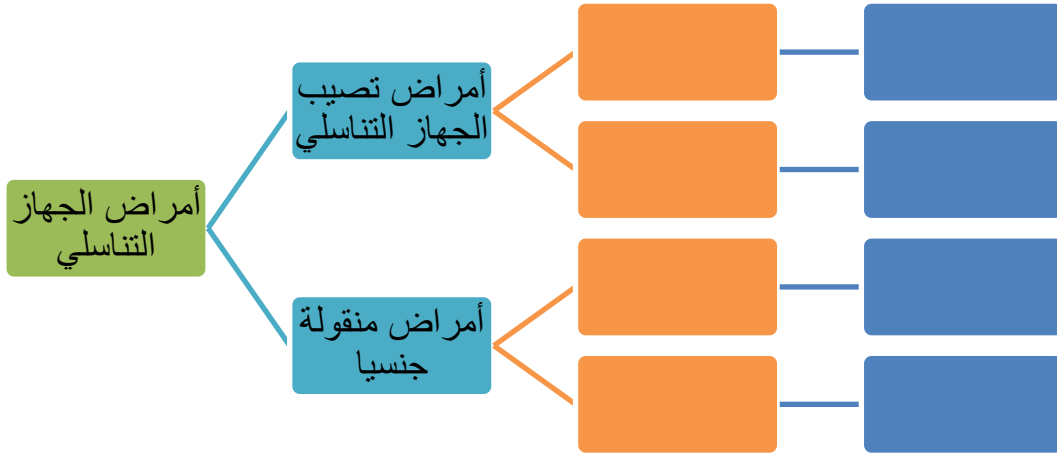 أمراض الجهاز
التناسلي
أمراض تصيب
الجهاز التناسلي
أمراض منقولة
جنسيا